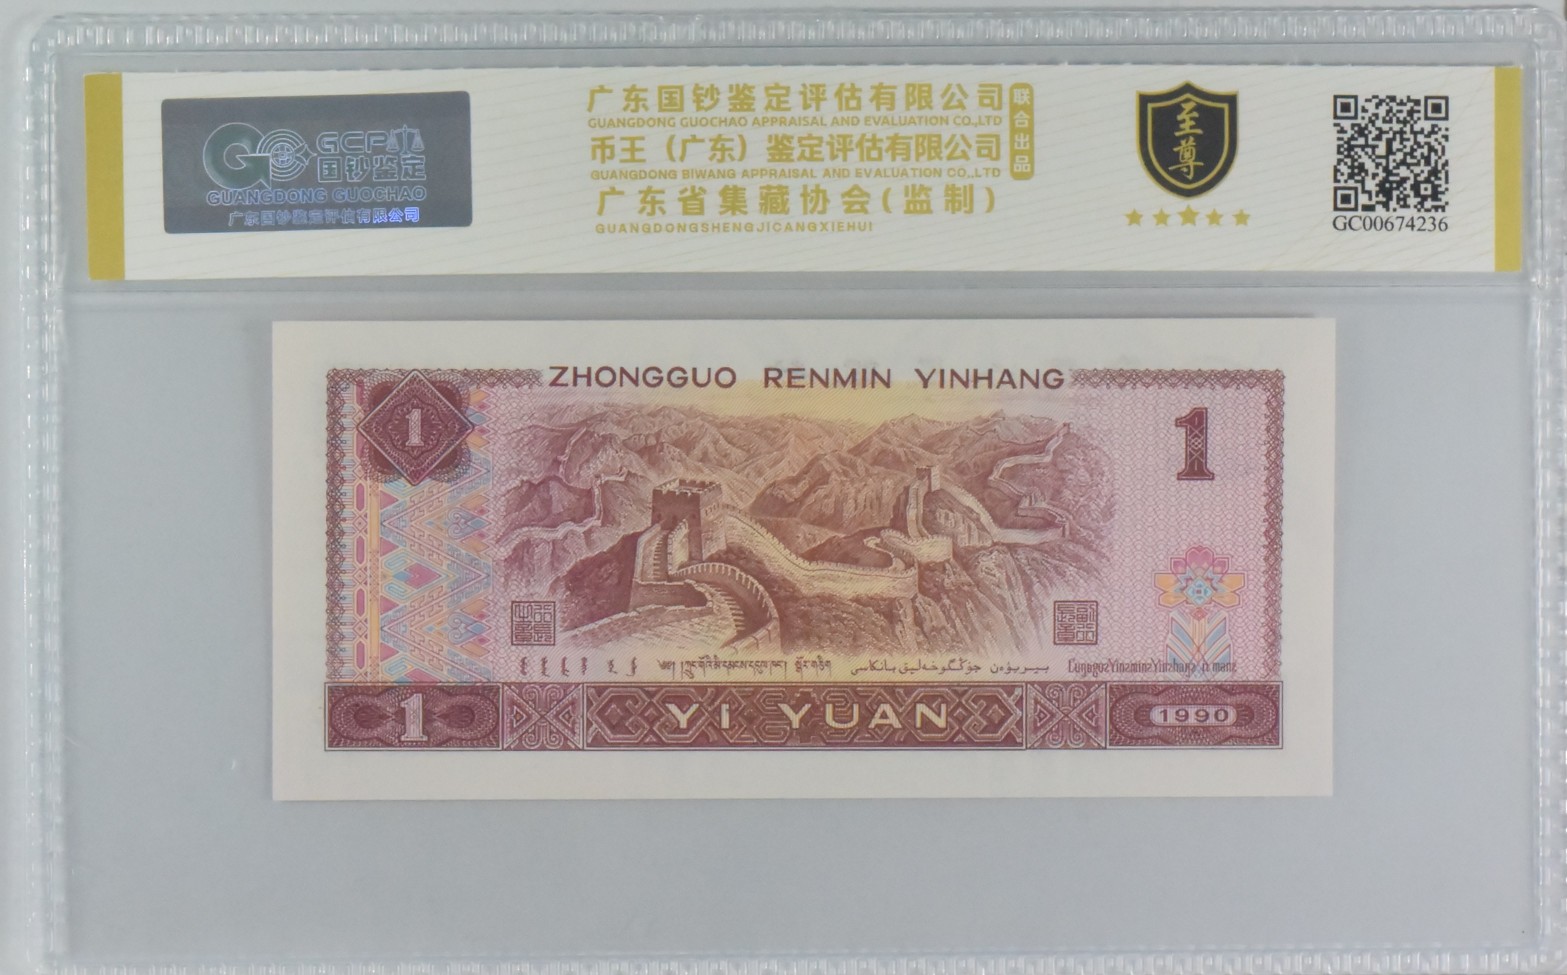 GCP
国钞鉴定
GUANGDONG GUOCHAO
广东国钞鉴定评估有限公司
广东国钞鉴定评估有限公司
GUANGDONG GUOCHAO APPRAISAL AND EVALUATION CO.,LTD
币王（广东）鉴定评估有限公司
GUANGDONG BIWANG APPRAISAL AND EVALUATION CO.,LTD
广东省集藏协会(监制)
GUANGDONGSHENGJICANGXIEHUI
联合出品
至尊
GC00674236
ZHONGGUO RENMIN YINHANG
1
1
1
YI YUAN
1990